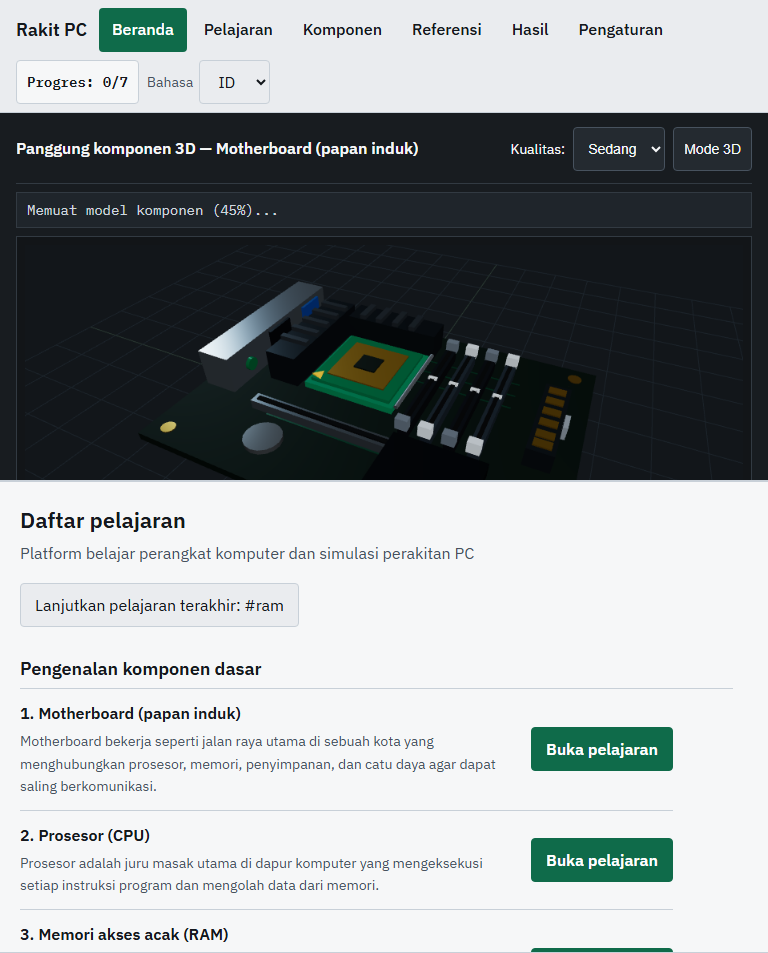 Rakit PC Beranda Pelajaran Komponen Referensi Hasil Pengaturan
Progres: 0/7 Bahasa ID
Panggung komponen 3D — Motherboard (papan induk) Kualitas: Sedang Mode 3D
Memuat model komponen (45%)...
Daftar pelajaran
Platform belajar perangkat komputer dan simulasi perakitan PC
Lanjutkan pelajaran terakhir: #ram
Pengenalan komponen dasar
1. Motherboard (papan induk)
Motherboard bekerja seperti jalan raya utama di sebuah kota yang
menghubungkan prosesor, memori, penyimpanan, dan catu daya agar dapat
saling berkomunikasi.
Buka pelajaran
2. Prosesor (CPU)
Prosesor adalah juru masak utama di dapur komputer yang mengeksekusi
setiap instruksi program dan mengolah data dari memori.
Buka pelajaran
3. Memori akses acak (RAM)